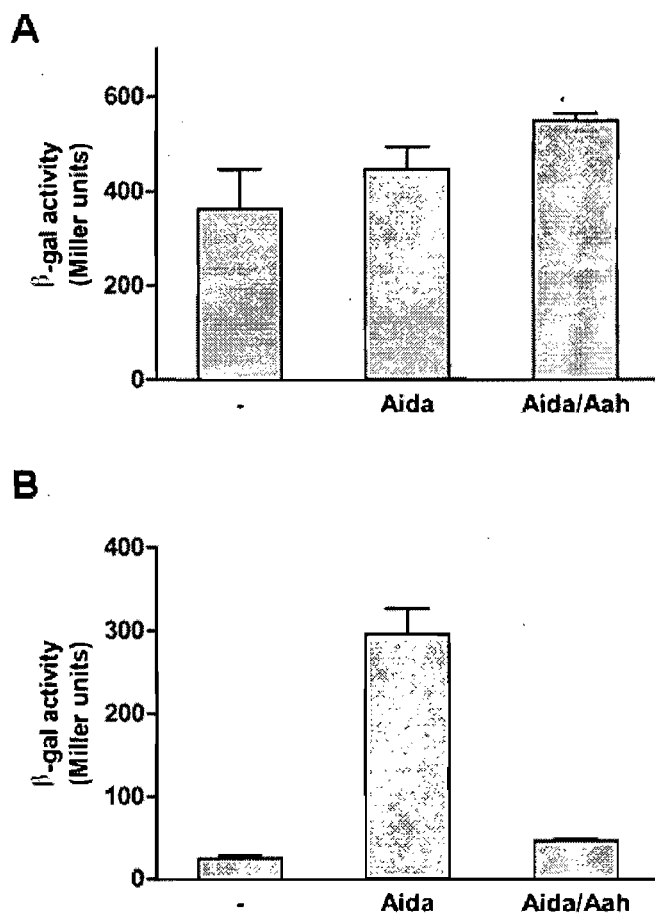 A
β-gal activity
(Miller units)
600
400
200
0
-
Aida
Aida/Aah
B
β-gal activity
(Miller units)
400
300
200
100
0
-
Aida
Aida/Aah